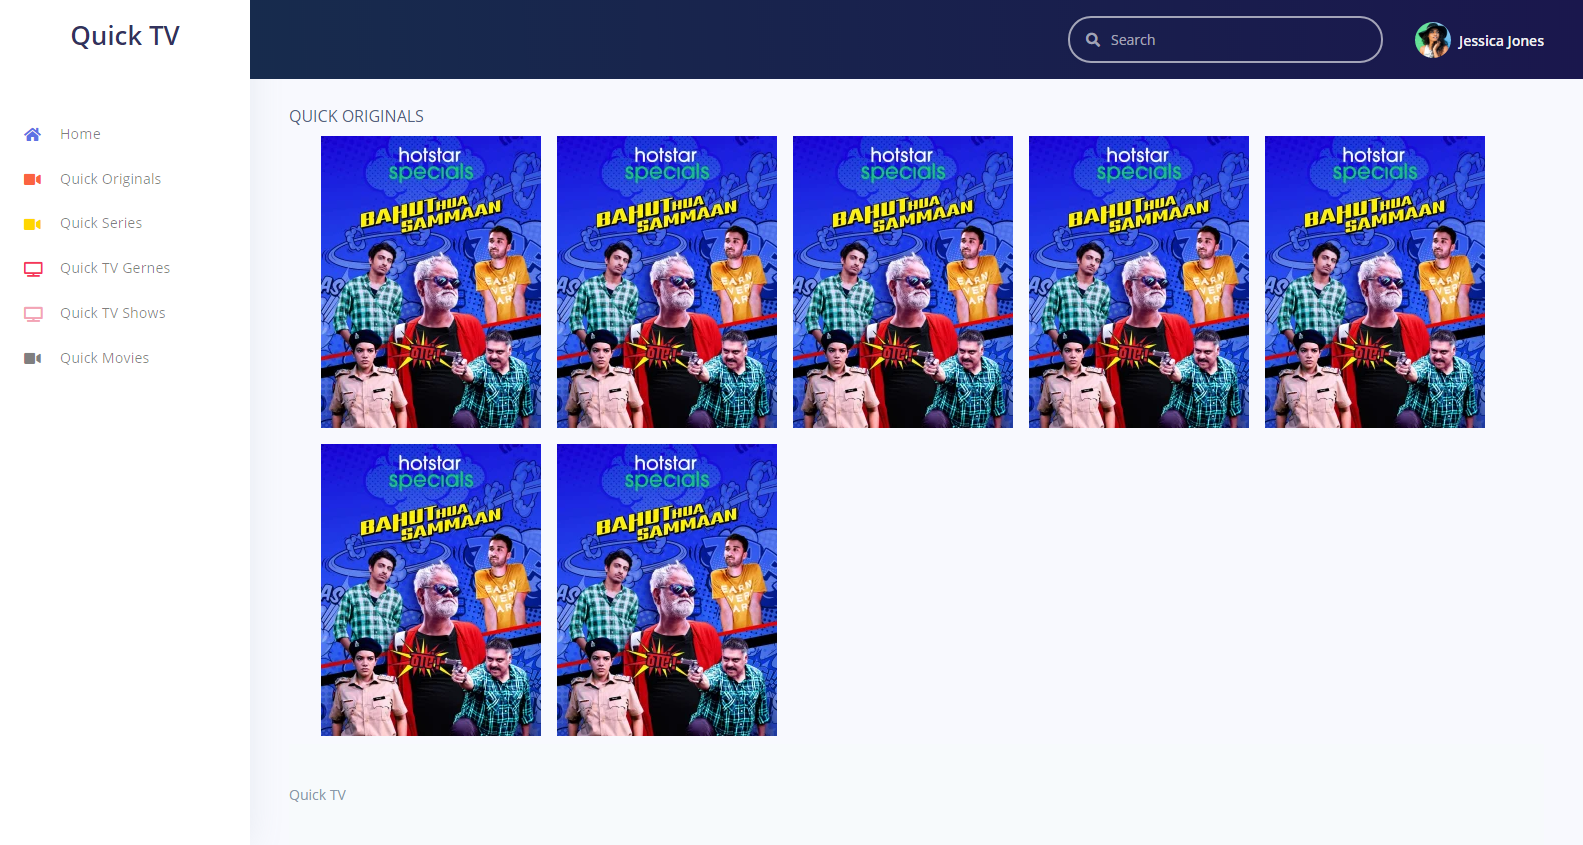 Quick TV
Search
Jessica Jones
Home
Quick Originals
Quick Series
Quick TV Gernes
Quick TV Shows
Quick Movies
QUICK ORIGINALS
hotstar
specials
BAHUT HUA
SAMMAAN
hotstar
specials
BAHUT HUA
SAMMAAN
hotstar
specials
BAHUT HUA
SAMMAAN
hotstar
specials
BAHUT HUA
SAMMAAN
hotstar
specials
BAHUT HUA
SAMMAAN
hotstar
specials
BAHUT HUA
SAMMAAN
hotstar
specials
BAHUT HUA
SAMMAAN
Quick TV